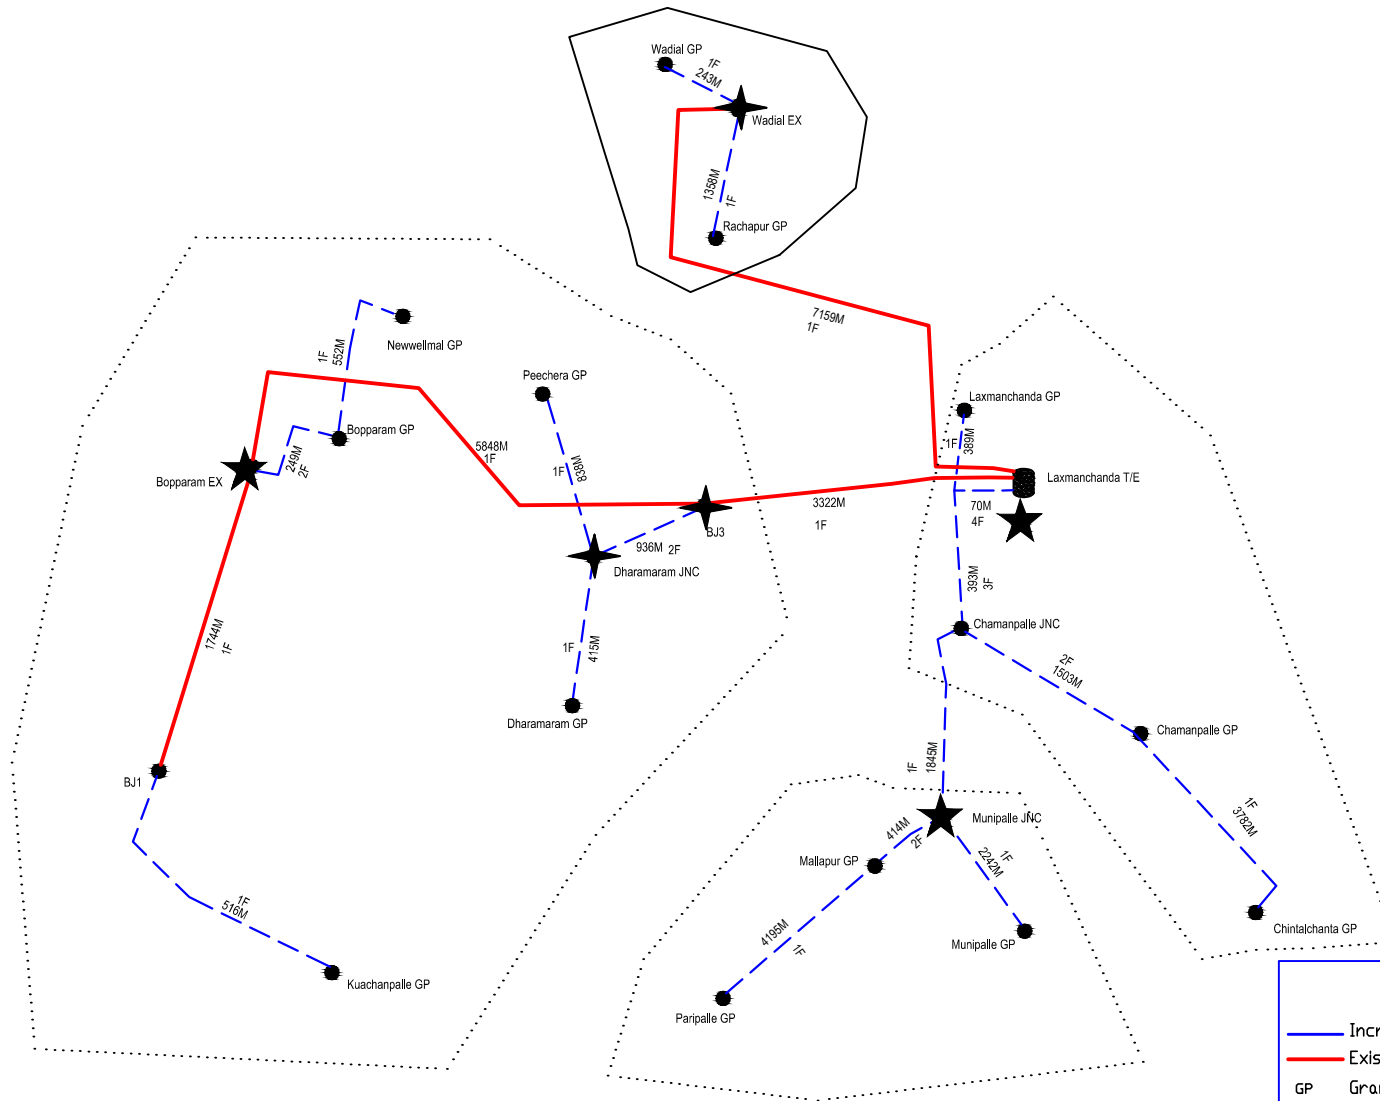 Wadial GP
1F
243M
Wadial EX
1358M
1F
Rachapur GP
7159M
1F
Newwellmal GP
1F
552M
Peechera GP
Laxmanchanda GP
Bopparam GP
5848M
1F
1F
389M
249M
2F
Bopparam EX
1F
838M
Laxmanchanda T/E
3322M
1F
70M
4F
BJ3
936M 2F
Dharamaram JNC
393M
3F
Chamanpalle JNC
1744M
1F
1F
415M
2F
1503M
Dharamaram GP
Chamanpalle GP
1F
1845M
BJ1
1F
3782M
414M
2F
Munipalle JNC
Mallapur GP
1F
2242M
1F
516M
4195M
1F
Munipalle GP
Chintalchanta GP
Kuachanpalle GP
Paripalle GP
Incr
Exis
GP Gra